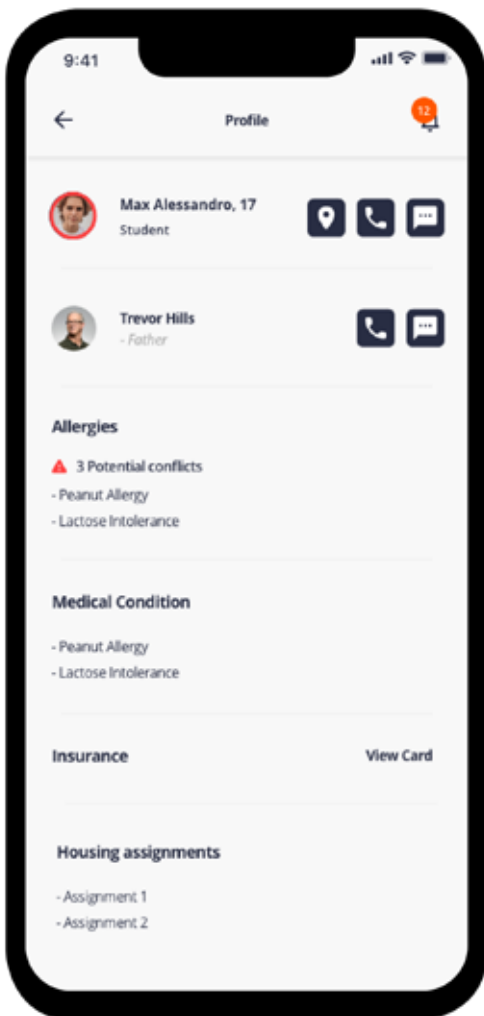 9:41
Profile
12
Max Alessandro, 17
Student
Trevor Hills
- Father
Allergies
3 Potential conflicts
- Peanut Allergy
- Lactose Intolerance
Medical Condition
- Peanut Allergy
- Lactose Intolerance
Insurance View Card
Housing assignments
- Assignment 1
- Assignment 2